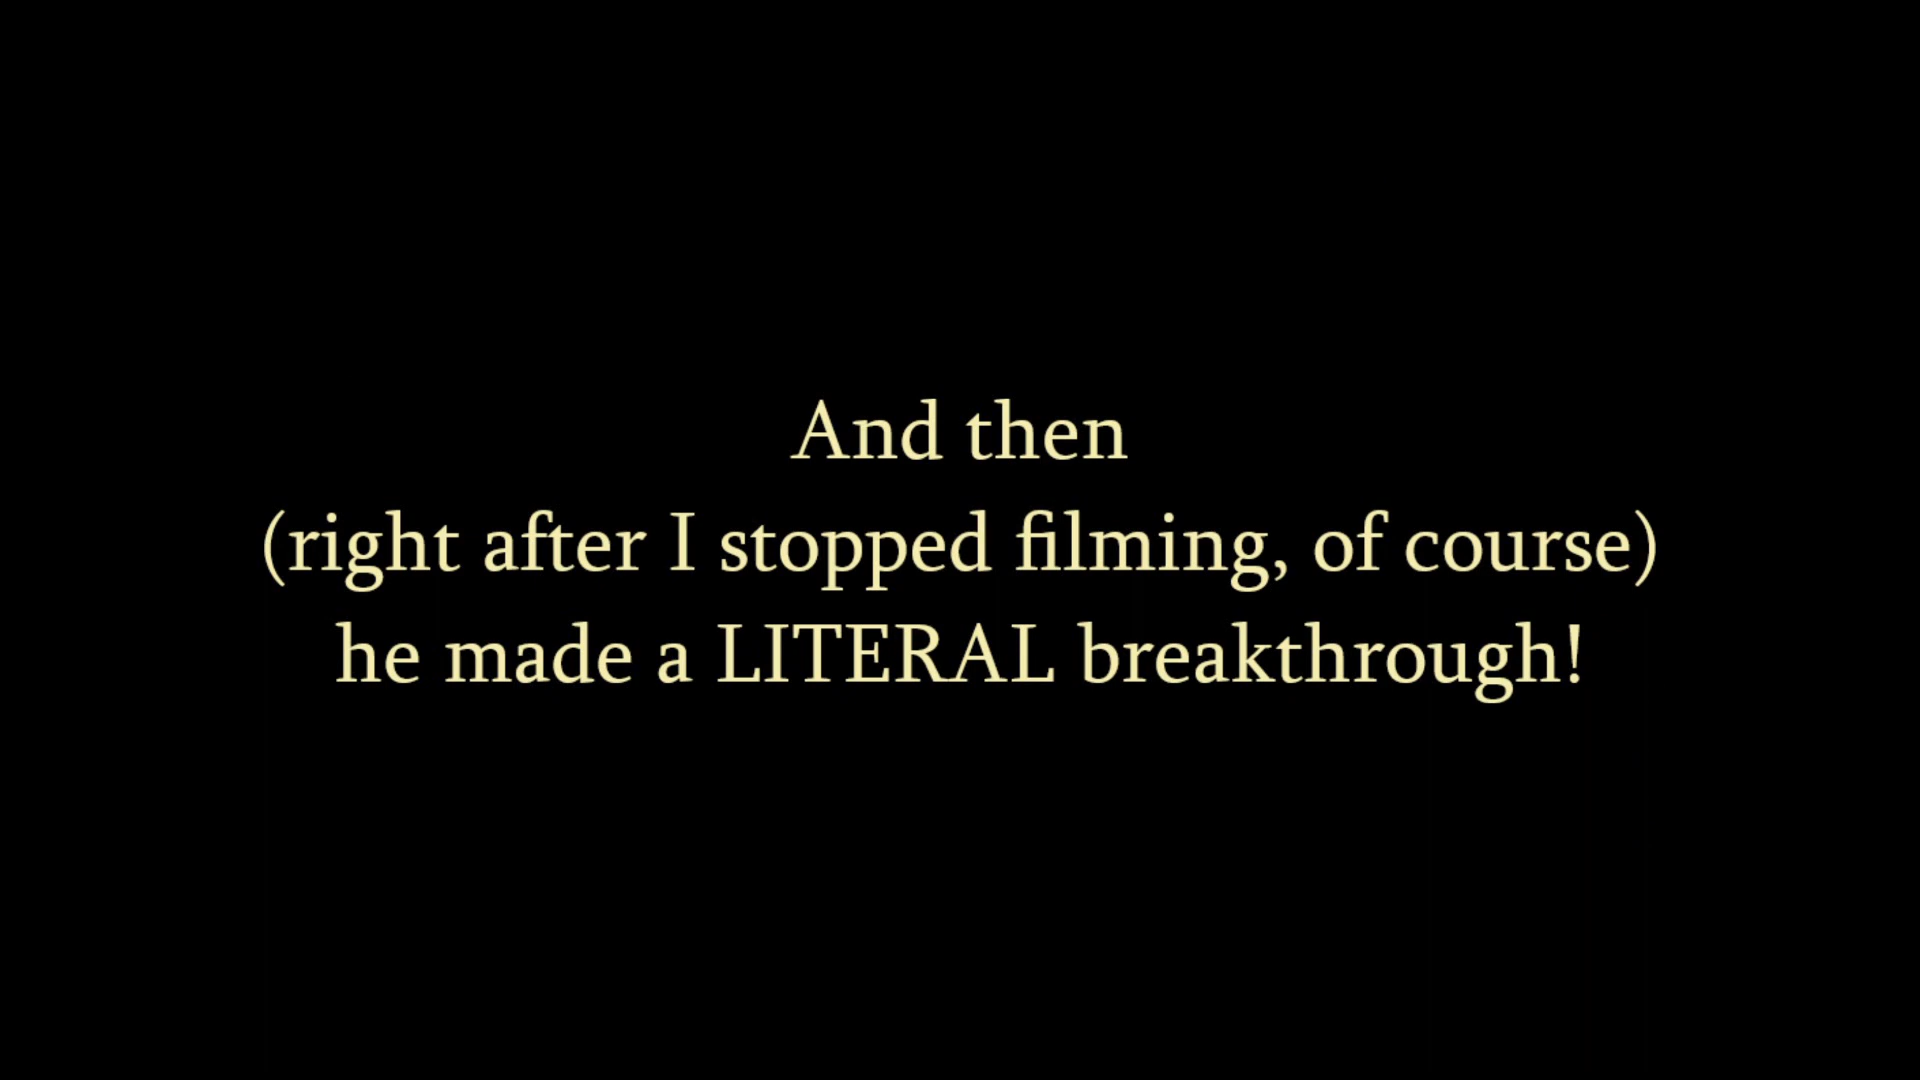 And then
(right after I stopped filming, of course)
he made a LITERAL breakthrough!